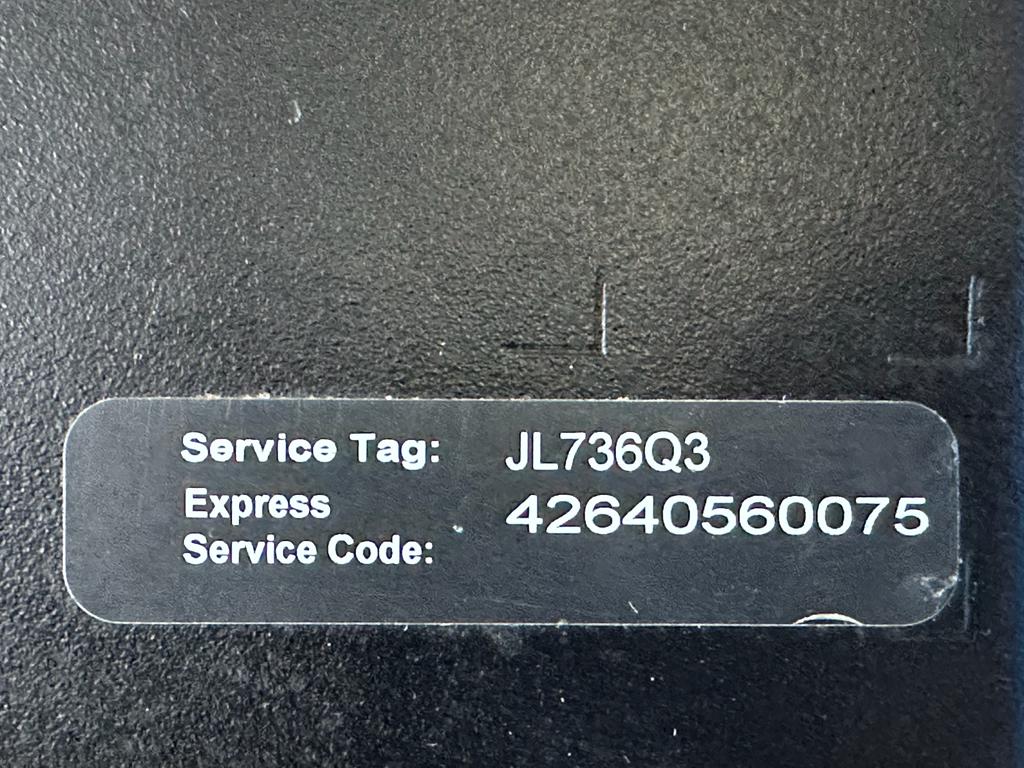 Service Tag: JL736Q3
Express 42640560075
Service Code: